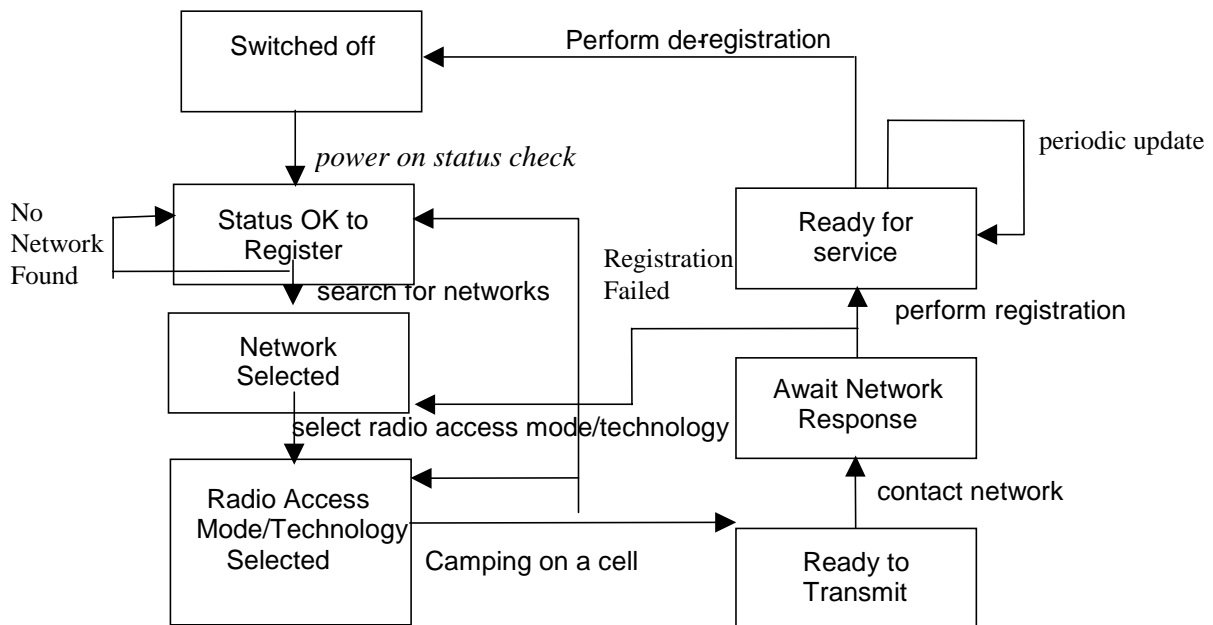 Switched off
Perform de-registration
power on status check
periodic update
No
Network
Found
Status OK to
Register
Ready for
service
Registration
Failed
search for networks
perform registration
Network
Selected
Await Network
Response
select radio access mode/technology
contact network
Radio Access
Mode/Technology
Selected
Camping on a cell
Ready to
Transmit